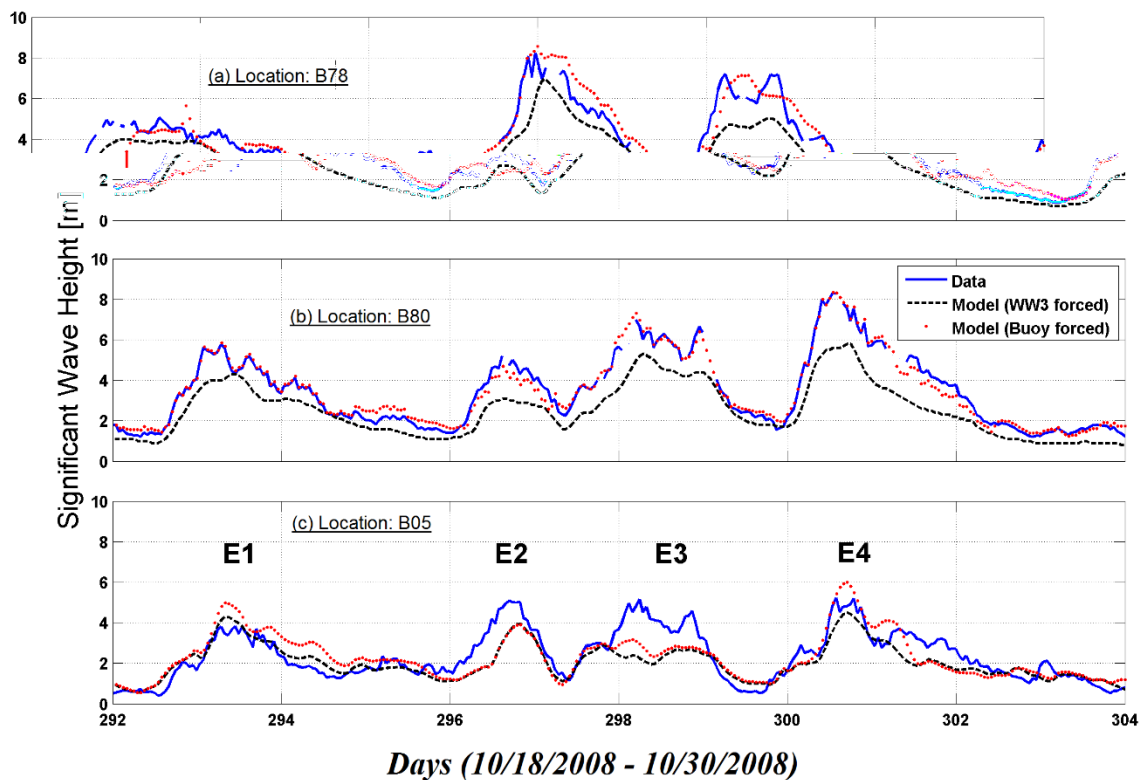 10
8
(a) Location: B78
6
4
2
0
10
8
(b) Location: B80
6
4
2
0
Data
Model (WW3 forced)
Model (Buoy forced)
10
8
(c) Location: B05
E1 E2 E3 E4
6
4
2
0
292 294 296 298 300 302 304
Significant Wave Height [m]
Days (10/18/2008 - 10/30/2008)